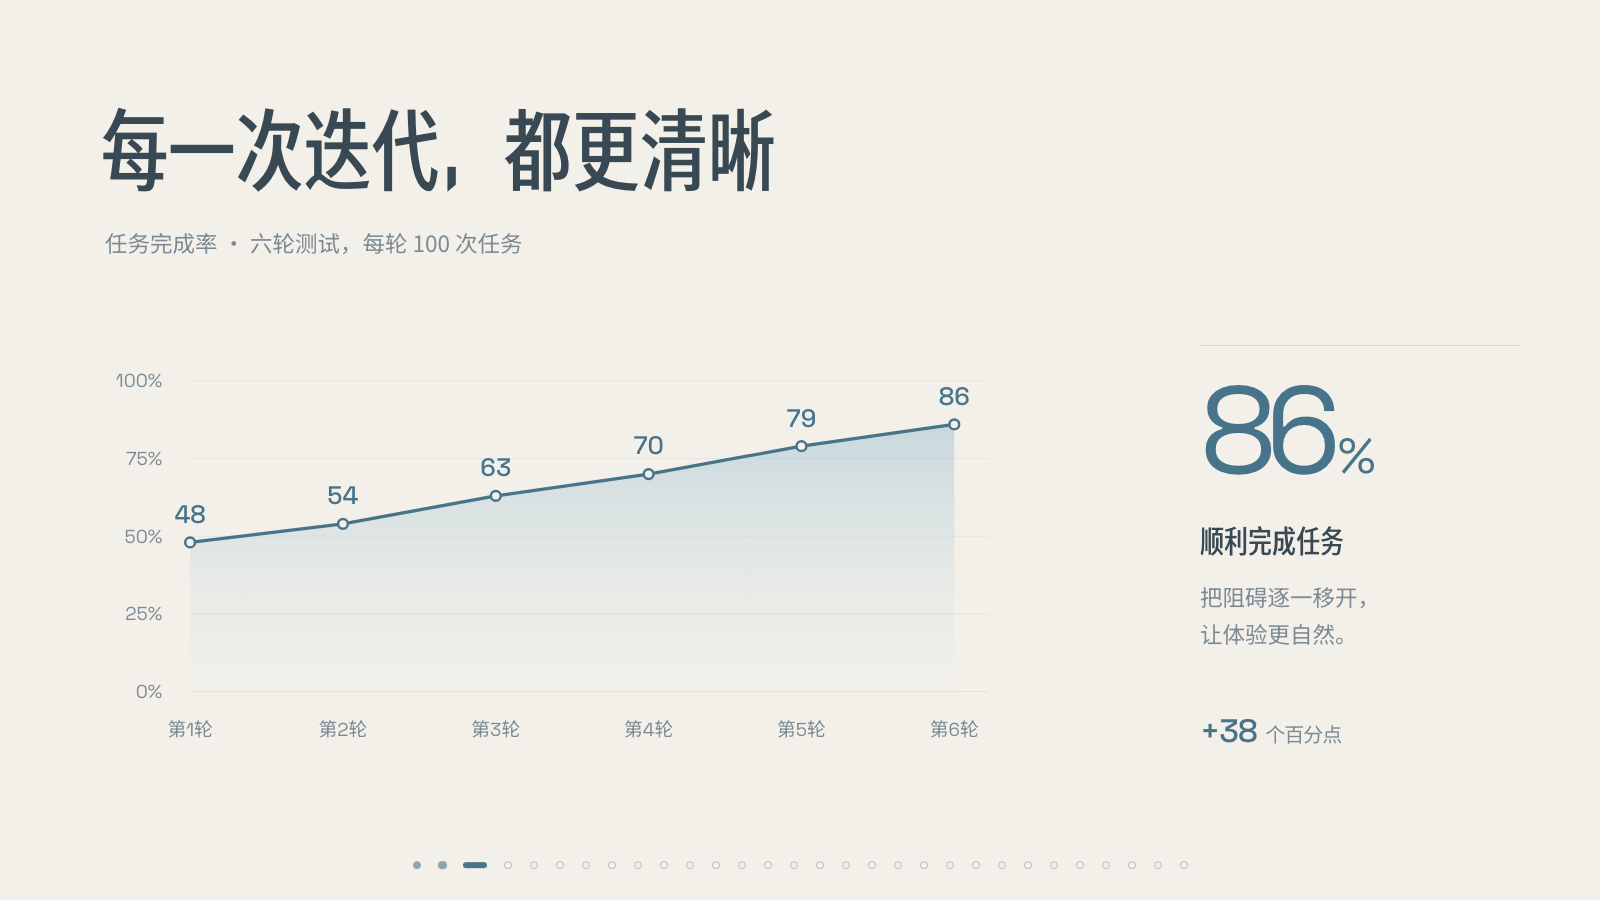 每一次迭代，都更清晰
任务完成率 • 六轮测试，每轮 100 次任务
100%
75%
50%
25%
0%
48
54
63
70
79
86
第1轮
第2轮
第3轮
第4轮
第5轮
第6轮
86%
顺利完成任务
把阻碍逐一移开，
让体验更自然。
+38 个百分点